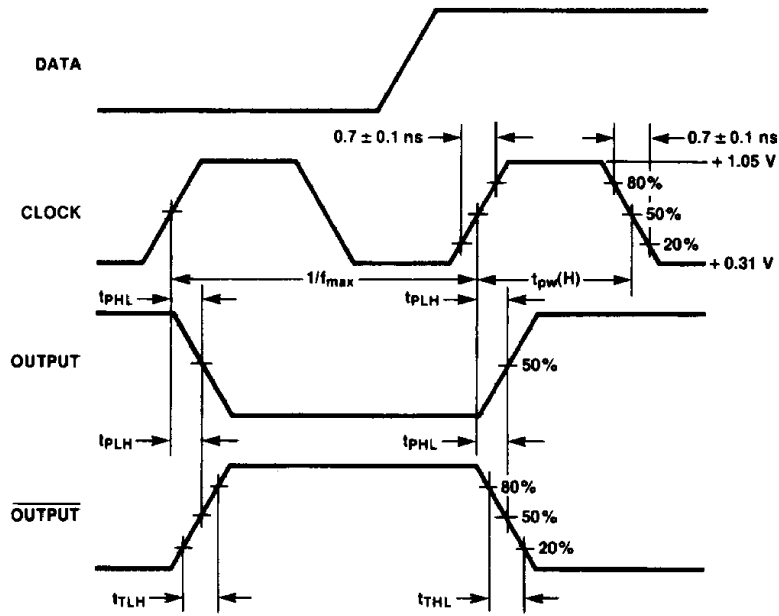 DATA
0.7 ± 0.1 ns
0.7 ± 0.1 ns
+ 1.05 V
80%
CLOCK
50%
20%
+ 0.31 V
1/fmax
tpw(H)
tPHL
tPLH
OUTPUT
50%
tPLH
tPHL
80%
OUTPUT
50%
20%
tTLH
tTHL